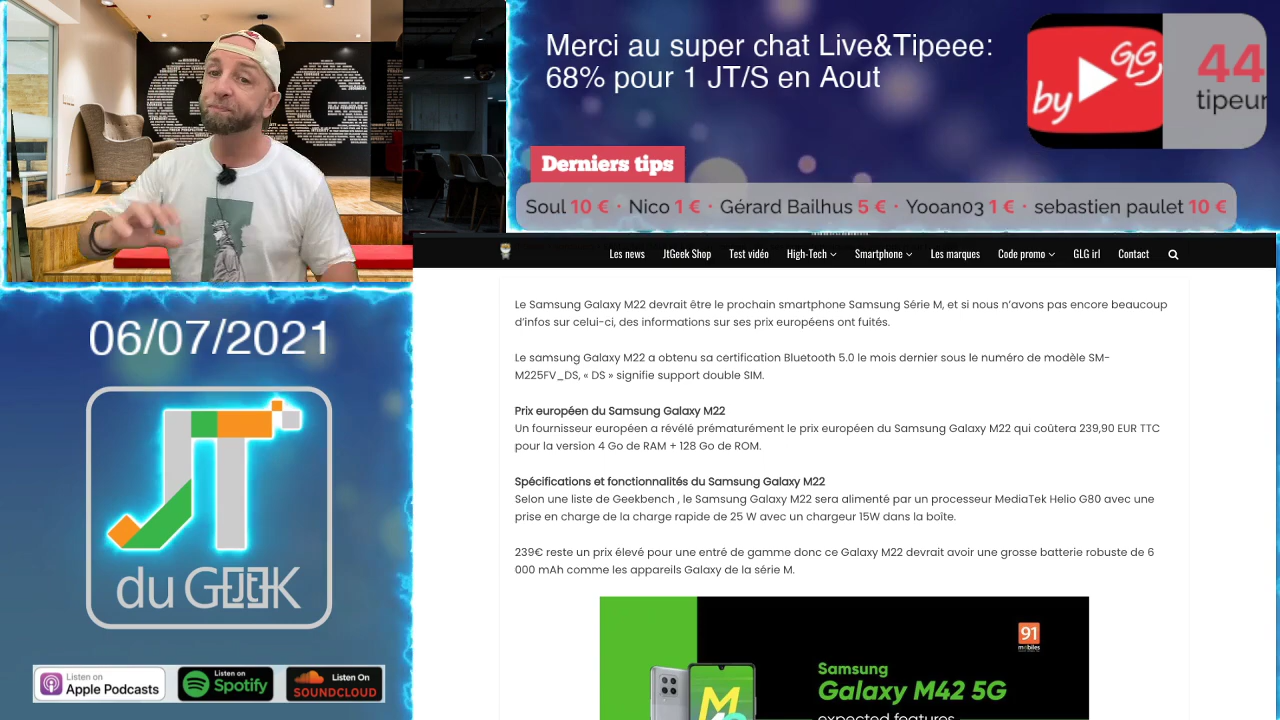 Merci au super chat Live&Tipeee:
68% pour 1 JT/S en Aout
by GLG
44
tipeur
Derniers tips
Soul 10 € · Nico 1 € · Gérard Bailhus 5 € · Yooan03 1 € · sebastien paulet 10 €
Les news JtGeek Shop Test vidéo High-Tech Smartphone Les marques Code promo GLG irl Contact
Le Samsung Galaxy M22 devrait être le prochain smartphone Samsung Série M, et si nous n’avons pas encore beaucoup
d’infos sur celui-ci, des informations sur ses prix européens ont fuités.
Le samsung Galaxy M22 a obtenu sa certification Bluetooth 5.0 le mois dernier sous le numéro de modèle SM-
M225FV_DS, « DS » signifie support double SIM.
Prix européen du Samsung Galaxy M22
Un fournisseur européen a révélé prématurément le prix européen du Samsung Galaxy M22 qui coûtera 239,90 EUR TTC
pour la version 4 Go de RAM + 128 Go de ROM.
Spécifications et fonctionnalités du Samsung Galaxy M22
Selon une liste de Geekbench , le Samsung Galaxy M22 sera alimenté par un processeur MediaTek Helio G80 avec une
prise en charge de la charge rapide de 25 W avec un chargeur 15W dans la boîte.
239€ reste un prix élevé pour une entré de gamme donc ce Galaxy M22 devrait avoir une grosse batterie robuste de 6
000 mAh comme les appareils Galaxy de la série M.
91
mobiles
Samsung
Galaxy M42 5G
expected features
06/07/2021
JT
du GEEK
Jt
Listen on
Apple Podcasts
Listen on
Spotify
Listen On
SOUNDCLOUD